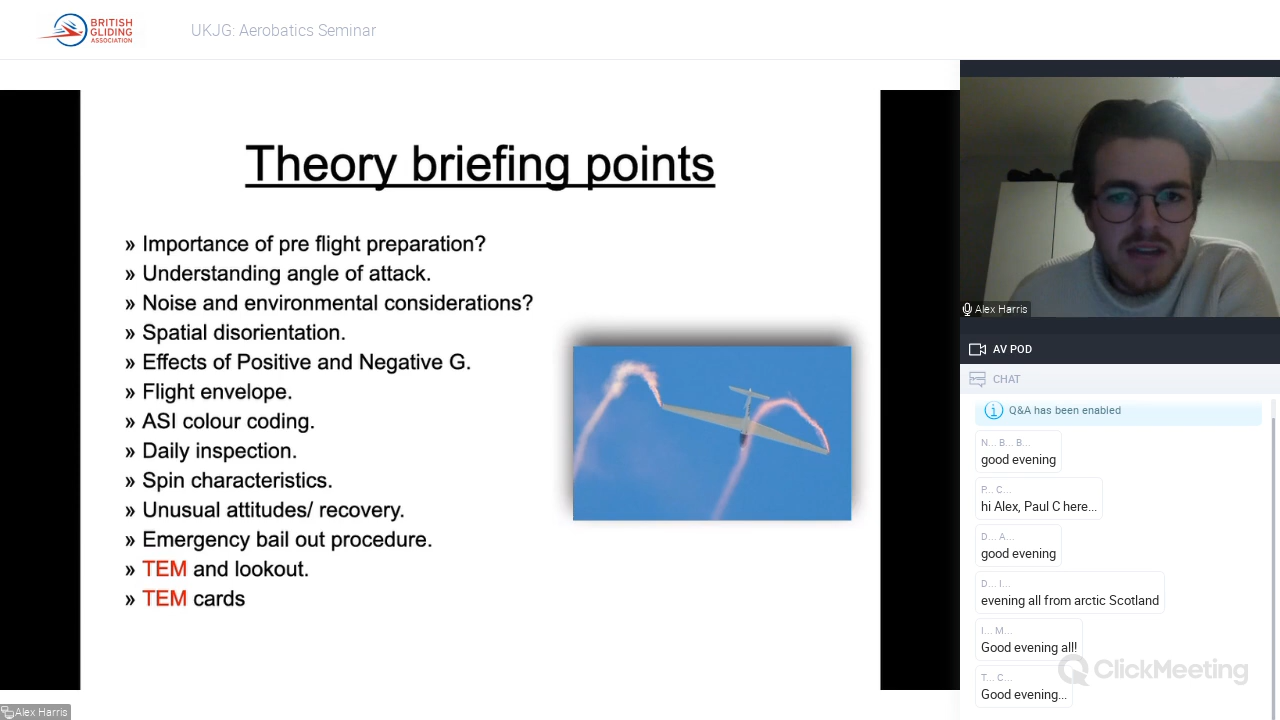 BRITISH
GLIDING
ASSOCIATION
UKJG: Aerobatics Seminar
Theory briefing points
» Importance of pre flight preparation?
» Understanding angle of attack.
» Noise and environmental considerations?
» Spatial disorientation.
» Effects of Positive and Negative G.
» Flight envelope.
» ASI colour coding.
» Daily inspection.
» Spin characteristics.
» Unusual attitudes/ recovery.
» Emergency bail out procedure.
» TEM and lookout.
» TEM cards
Alex Harris
Alex Harris
AV POD
CHAT
Q&A has been enabled
N... B... B...
good evening
P... C...
hi Alex, Paul C here...
D... A...
good evening
D... I...
evening all from arctic Scotland
I... M...
Good evening all!
T... C...
Good evening...
ClickMeeting